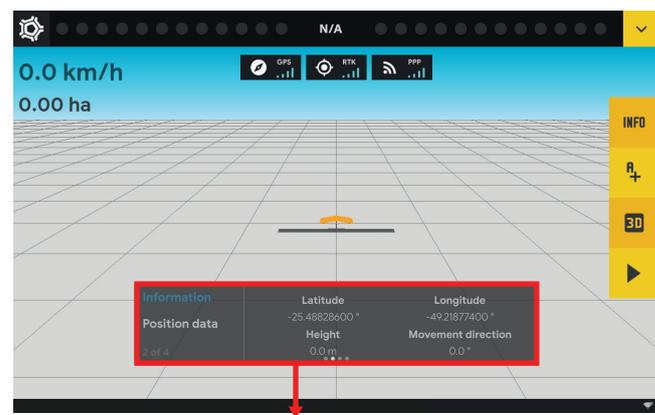 N/A
0.0 km/h
GPS
RTK
PPP
0.00 ha
INFO
A+
3D
Information
Position data
2 of 4
Latitude
Longitude
-25.48828600 °
-49.21877400 °
Height
Movement direction
0.0 m
0.0 °